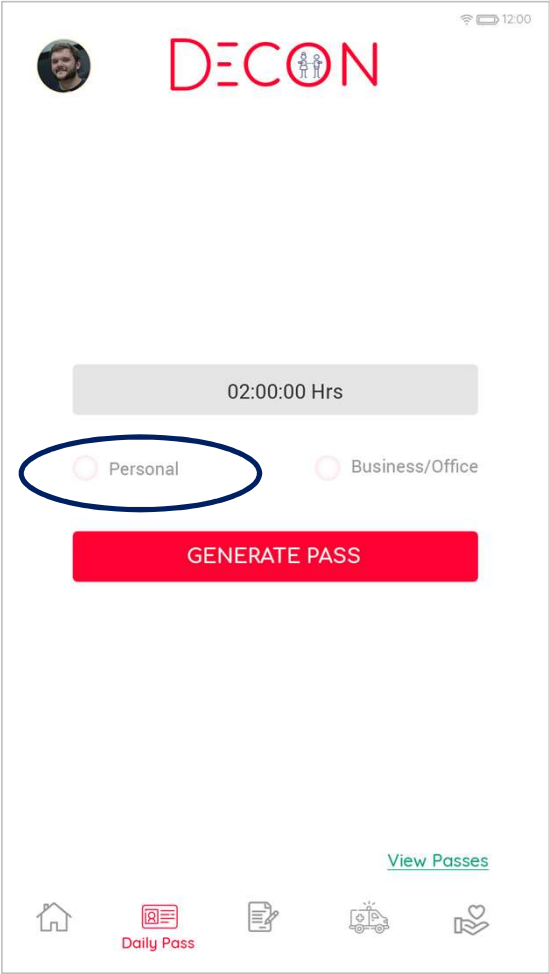 12:00
DECON
02:00:00 Hrs
Personal
Business/Office
GENERATE PASS
View Passes
Daily Pass